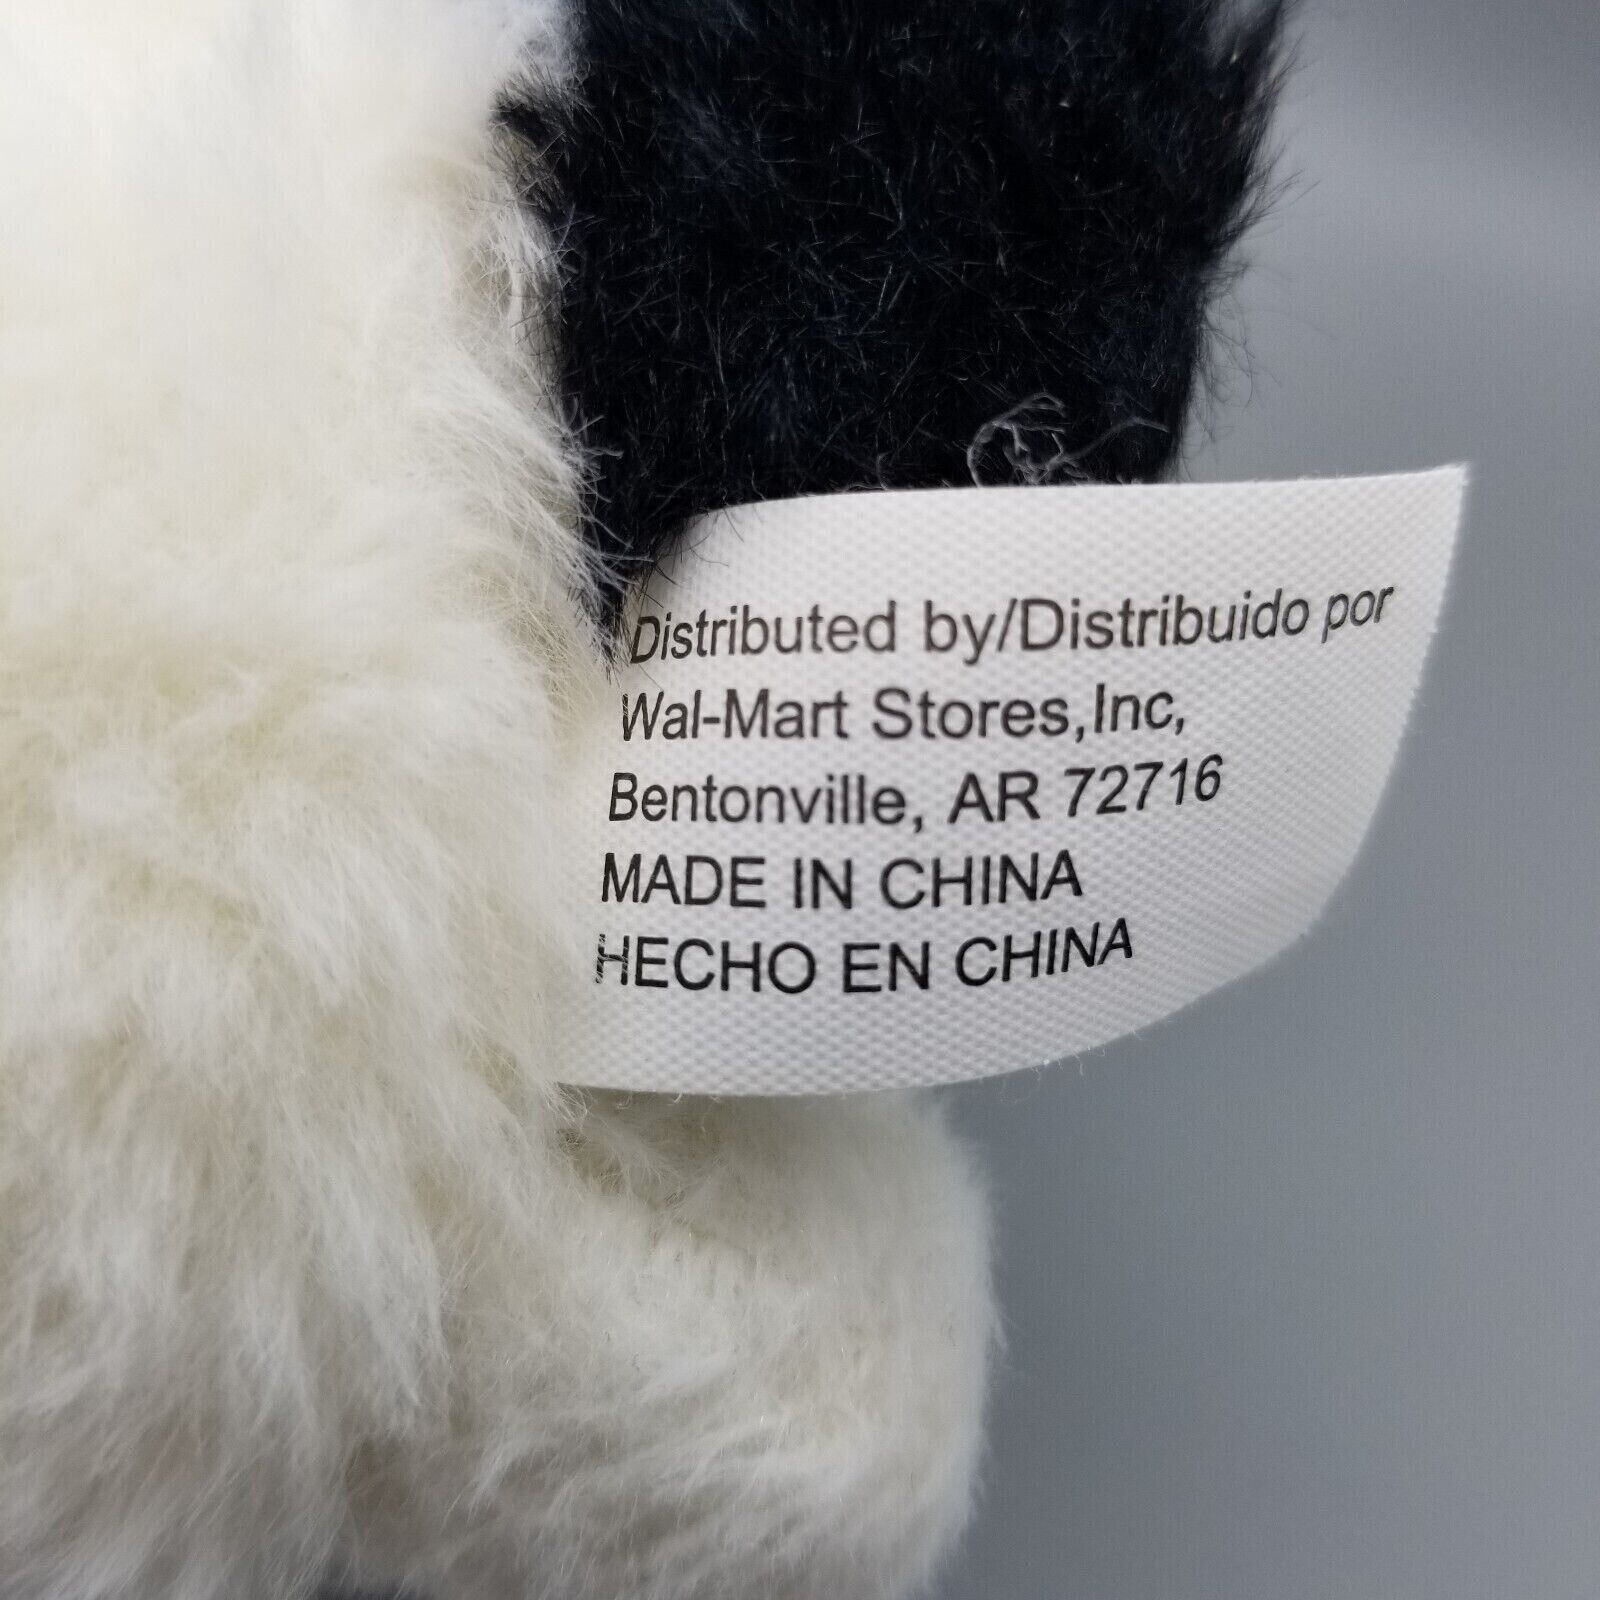 Distributed by/Distribuido por
Wal-Mart Stores,Inc,
Bentonville, AR 72716
MADE IN CHINA
HECHO EN CHINA